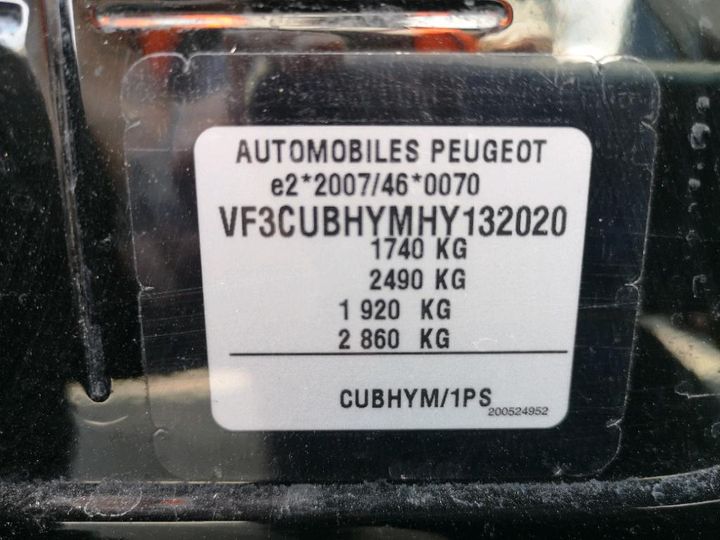 AUTOMOBILES PEUGEOT
e2*2007/46*0070
VF3CUBHYMHY132020
1740 KG
2490 KG
1 920 KG
2 860 KG
CUBHYM/1PS
200524952